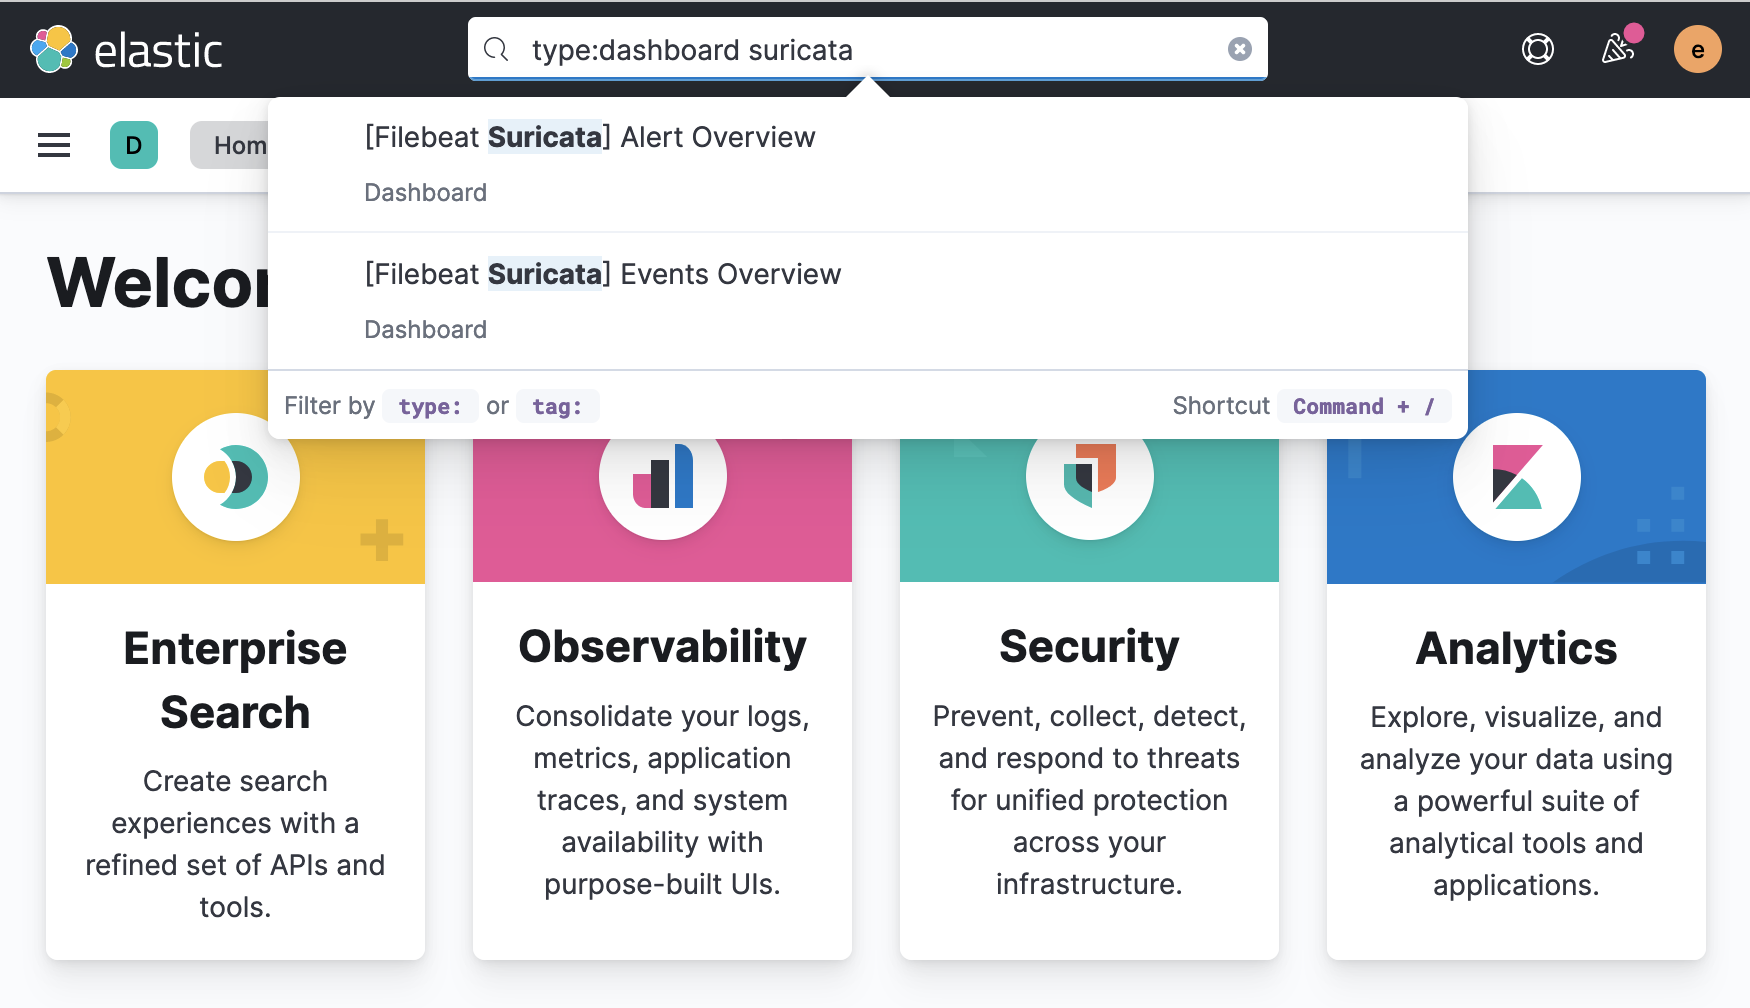 elastic
type:dashboard suricata
e
D
Hom
[Filebeat Suricata] Alert Overview
Dashboard
[Filebeat Suricata] Events Overview
Dashboard
Filter by type: or tag:
Shortcut Command + /
Welcom
Enterprise
Search
Create search
experiences with a
refined set of APIs and
tools.
Observability
Consolidate your logs,
metrics, application
traces, and system
availability with
purpose-built UIs.
Security
Prevent, collect, detect,
and respond to threats
for unified protection
across your
infrastructure.
Analytics
Explore, visualize, and
analyze your data using
a powerful suite of
analytical tools and
applications.